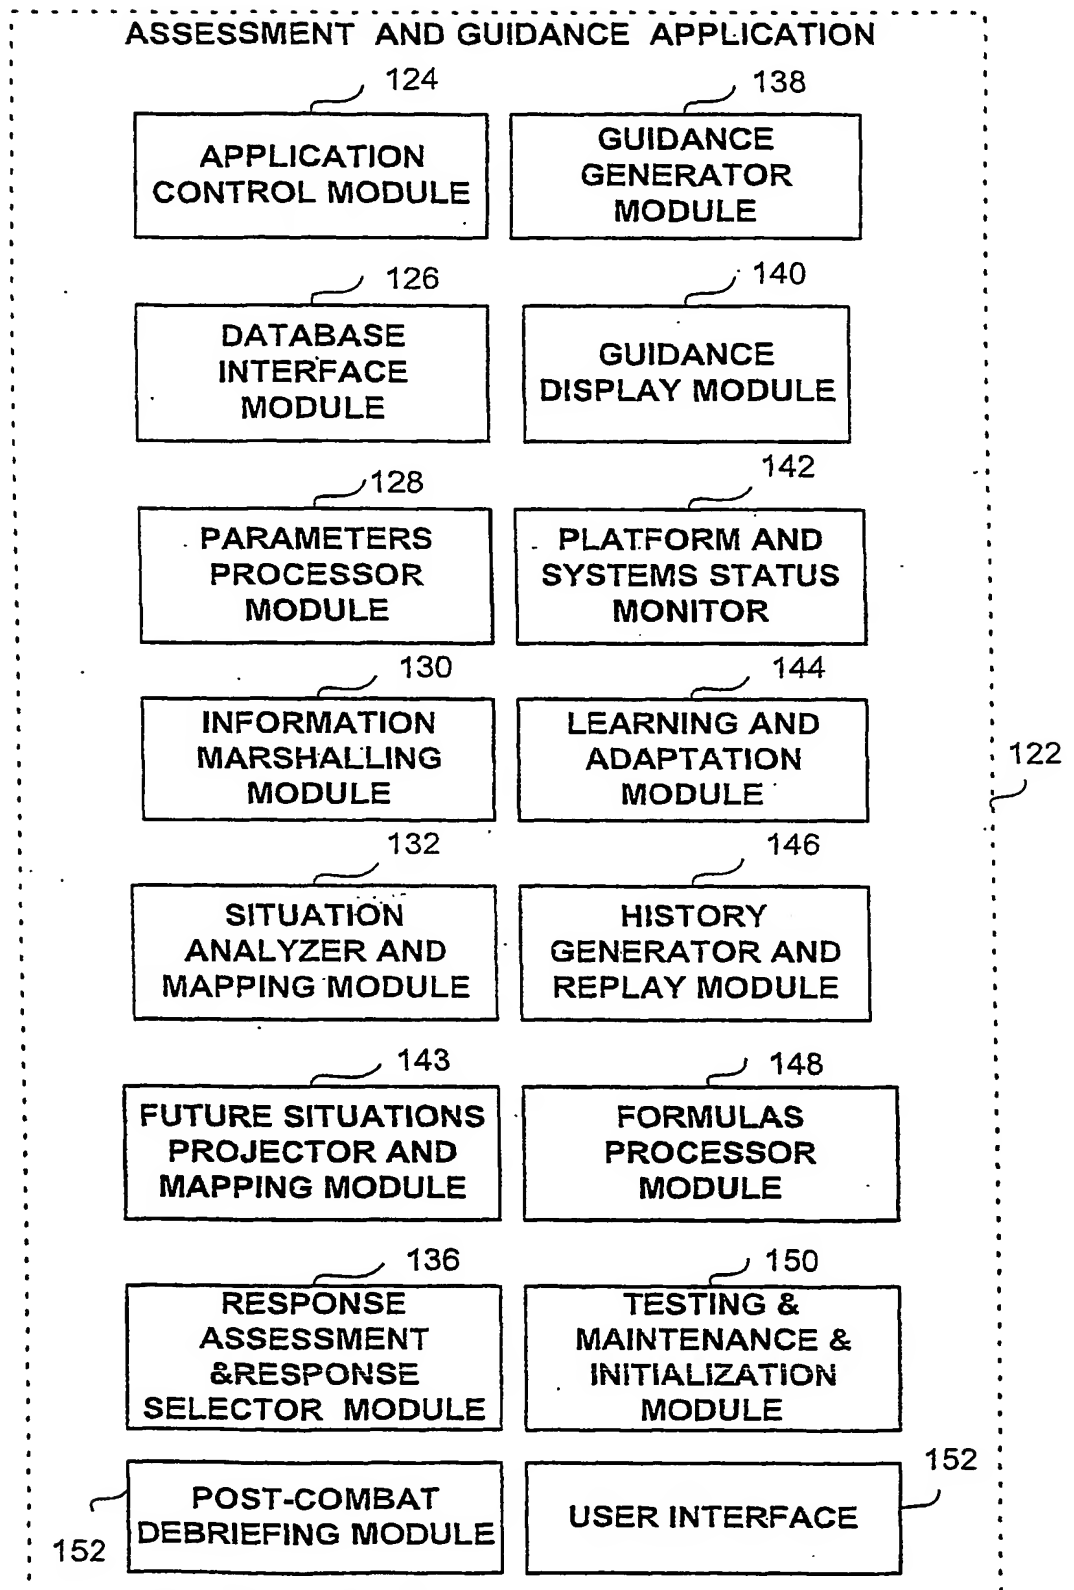 ASSESSMENT AND GUIDANCE APPLICATION
124
APPLICATION
CONTROL MODULE
138
GUIDANCE
GENERATOR
MODULE
126
DATABASE
INTERFACE
MODULE
140
GUIDANCE
DISPLAY MODULE
128
PARAMETERS
PROCESSOR
MODULE
142
PLATFORM AND
SYSTEMS STATUS
MONITOR
130
INFORMATION
MARSHALLING
MODULE
144
LEARNING AND
ADAPTATION
MODULE
122
132
SITUATION
ANALYZER AND
MAPPING MODULE
146
HISTORY
GENERATOR AND
REPLAY MODULE
143
FUTURE SITUATIONS
PROJECTOR AND
MAPPING MODULE
148
FORMULAS
PROCESSOR
MODULE
136
RESPONSE
ASSESSMENT
&RESPONSE
SELECTOR MODULE
150
TESTING &
MAINTENANCE &
INITIALIZATION
MODULE
152
POST-COMBAT
DEBRIEFING MODULE
152
USER INTERFACE